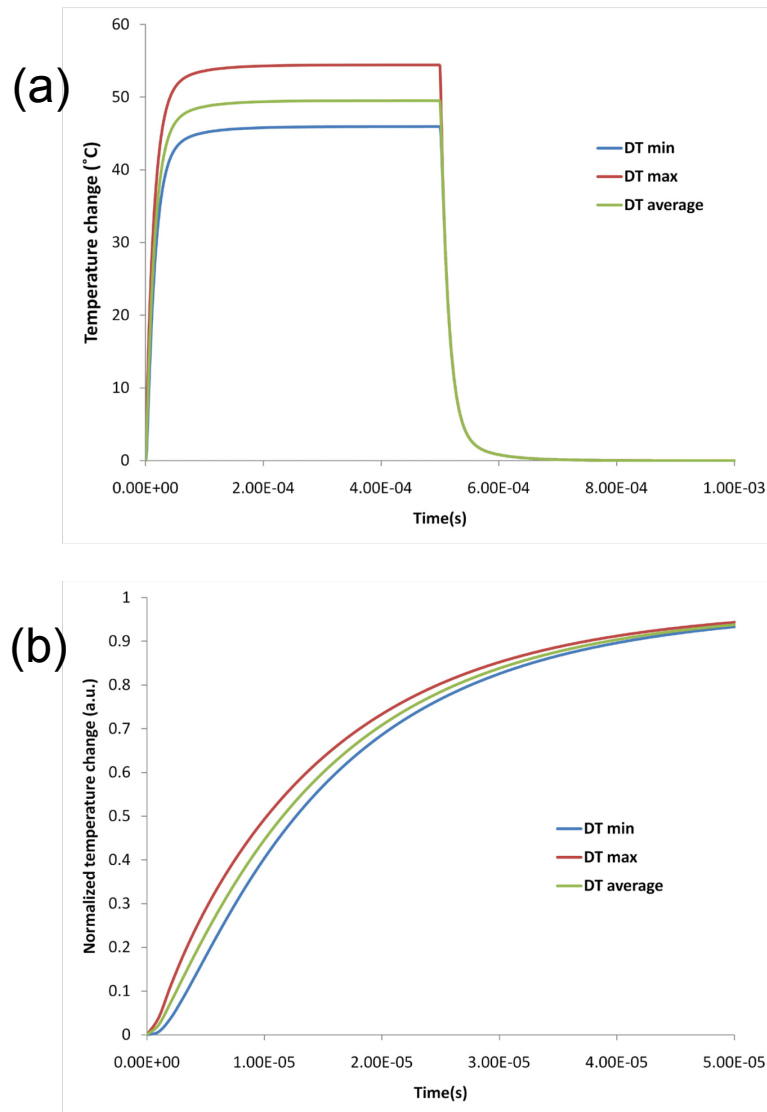 (a)
60
50
40
30
20
10
0
Temperature change (˚C)
DT min
DT max
DT average
0.00E+00 2.00E-04 4.00E-04 6.00E-04 8.00E-04 1.00E-03
Time(s)
(b)
1
0.9
0.8
0.7
0.6
0.5
0.4
0.3
0.2
0.1
0
Normalized temperature change (a.u.)
DT min
DT max
DT average
0.00E+00 1.00E-05 2.00E-05 3.00E-05 4.00E-05 5.00E-05
Time(s)